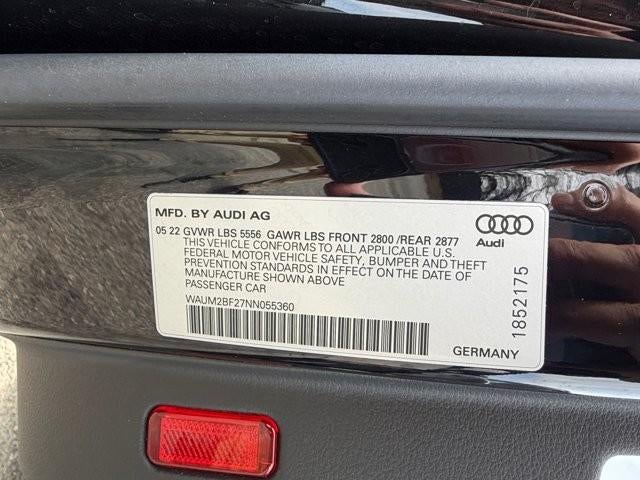 MFD. BY AUDI AG
05 22 GVWR LBS 5556 GAWR LBS FRONT 2800 /REAR 2877
THIS VEHICLE CONFORMS TO ALL APPLICABLE U.S.
FEDERAL MOTOR VEHICLE SAFETY, BUMPER AND THEFT
PREVENTION STANDARDS IN EFFECT ON THE DATE OF
MANUFACTURE SHOWN ABOVE
PASSENGER CAR
WAUM2BF27NN055360
Audi
1852175
GERMANY